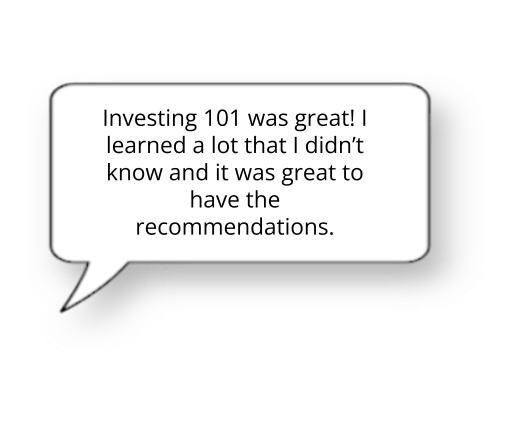 Investing 101 was great! I
learned a lot that I didn’t
know and it was great to
have the
recommendations.